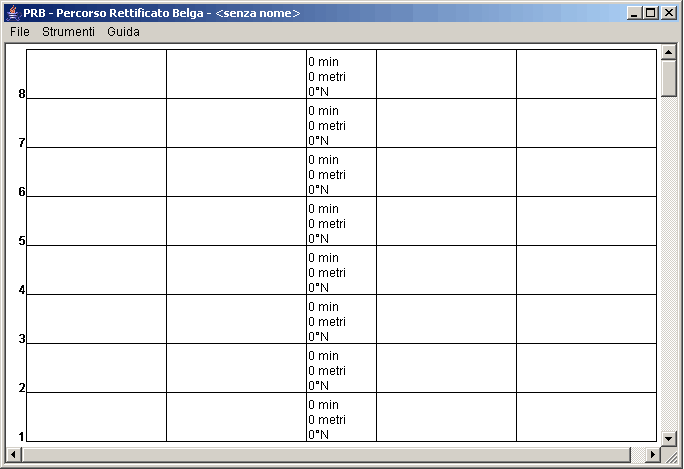 PRB - Percorso Rettificato Belga - <senza nome>
File Strumenti Guida
0 min
0 metri
8 0°N
0 min
0 metri
7 0°N
0 min
0 metri
6 0°N
0 min
0 metri
5 0°N
0 min
0 metri
4 0°N
0 min
0 metri
3 0°N
0 min
0 metri
2 0°N
0 min
0 metri
1 0°N